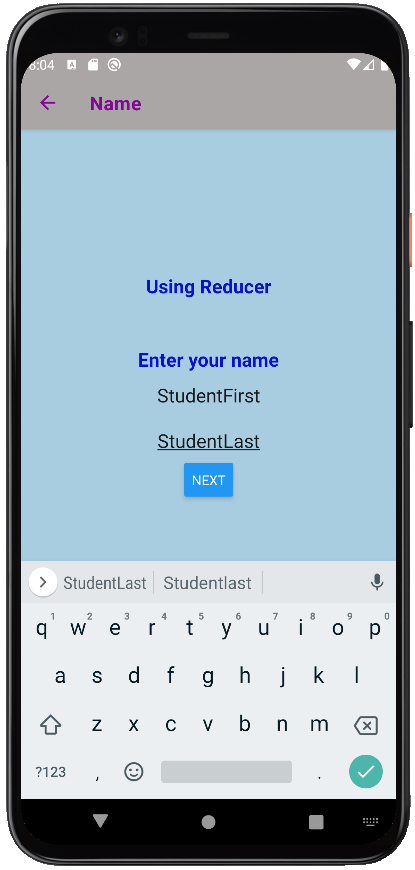 6:04
Name
Using Reducer
Enter your name
StudentFirst
StudentLast
NEXT
StudentLast Studentlast
q1 w2 e3 r4 t5 y6 u7 i8 o9 p0
a s d f g h j k l
z x c v b n m
?123 , .